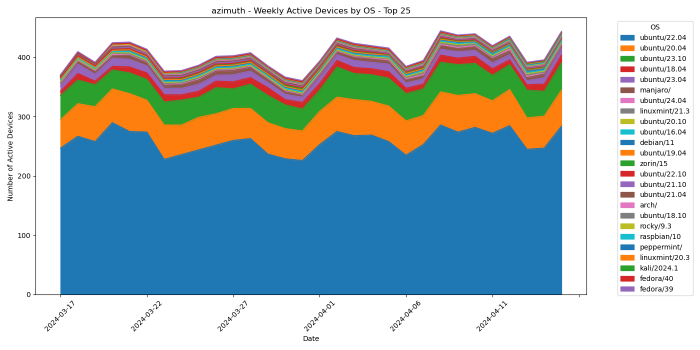 azimuth - Weekly Active Devices by OS - Top 25
Number of Active Devices
400
300
200
100
0
2024-03-17
2024-03-22
2024-03-27
2024-04-01
2024-04-06
2024-04-11
Date
OS
ubuntu/22.04
ubuntu/20.04
ubuntu/23.10
ubuntu/18.04
ubuntu/23.04
manjaro/
ubuntu/24.04
linuxmint/21.3
ubuntu/20.10
ubuntu/16.04
debian/11
ubuntu/19.04
zorin/15
ubuntu/22.10
ubuntu/21.10
ubuntu/21.04
arch/
ubuntu/18.10
rocky/9.3
raspbian/10
peppermint/
linuxmint/20.3
kali/2024.1
fedora/40
fedora/39